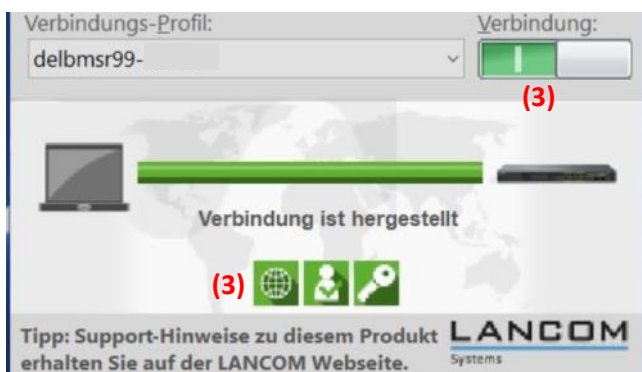 Verbindungs-Profil: Verbindung:
delbmsr99-
(3)
Verbindung ist hergestellt
(3)
Tipp: Support-Hinweise zu diesem Produkt
erhalten Sie auf der LANCOM Webseite.
LANCOM
Systems